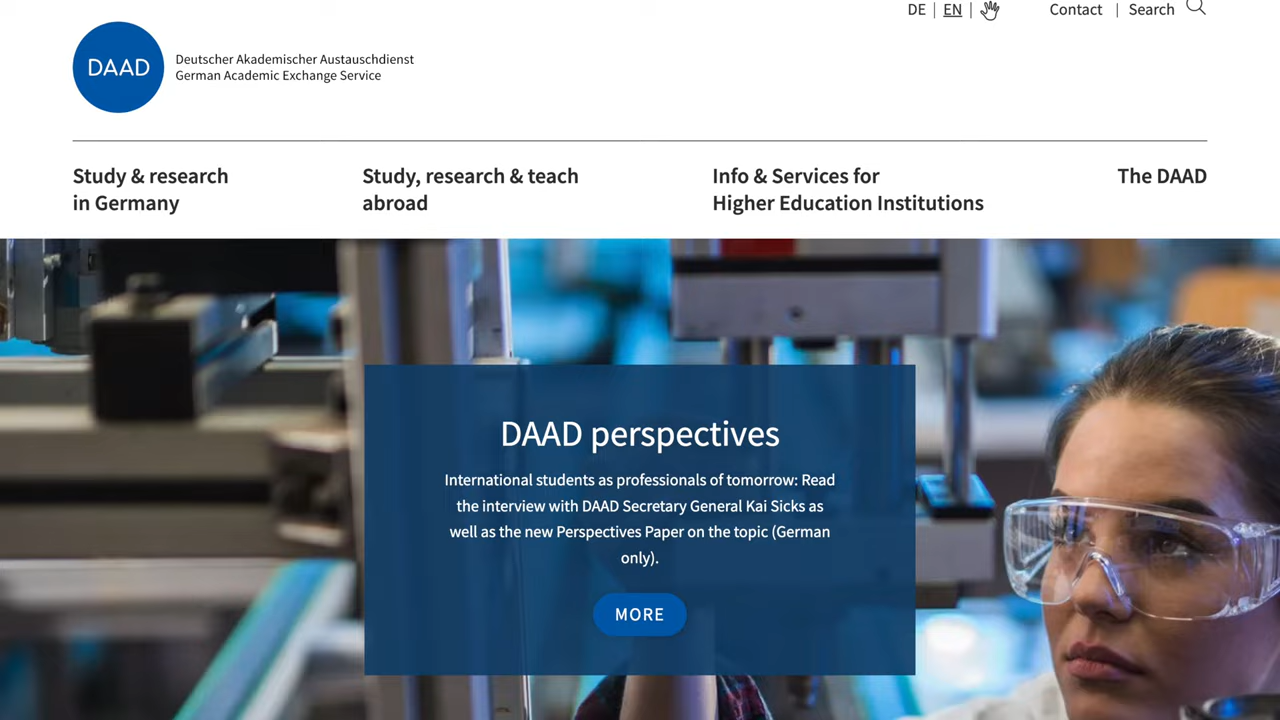 DE | EN |
Contact | Search
DAAD
Deutscher Akademischer Austauschdienst
German Academic Exchange Service
Study & research
in Germany
Study, research & teach
abroad
Info & Services for
Higher Education Institutions
The DAAD
DAAD perspectives
International students as professionals of tomorrow: Read
the interview with DAAD Secretary General Kai Sicks as
well as the new Perspectives Paper on the topic (German
only).
MORE